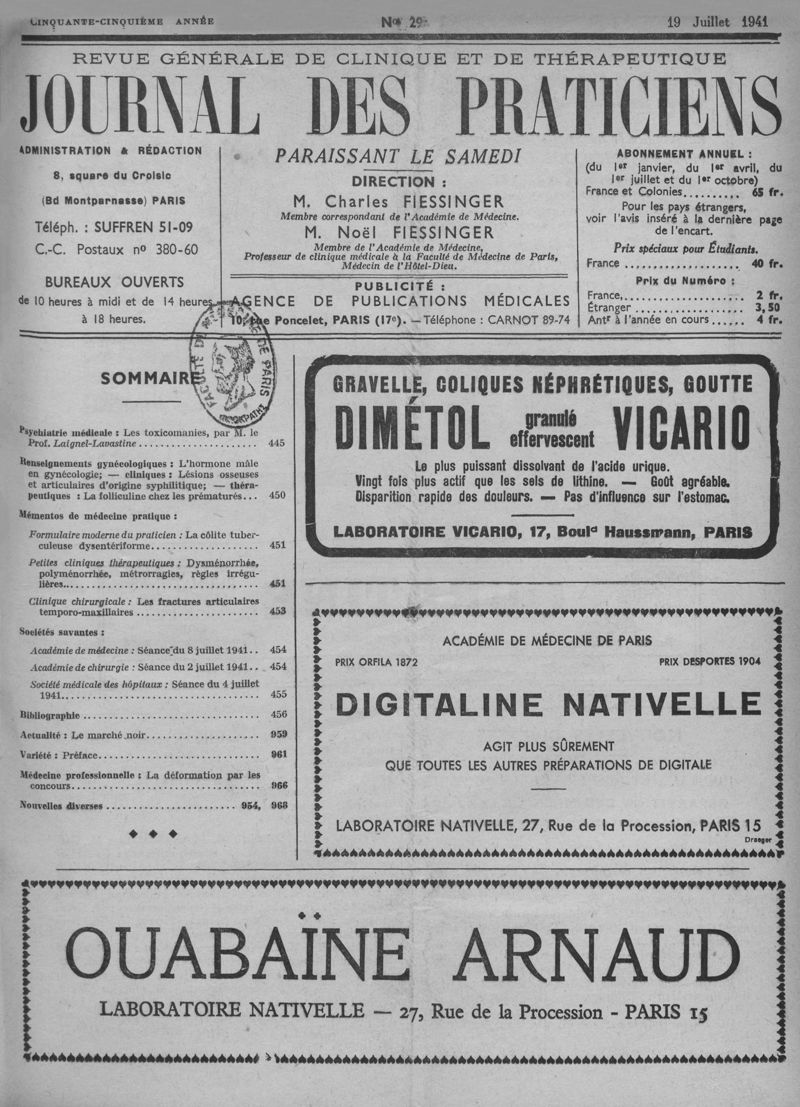 CINQUANTE-CINQUIÈME ANNÉE
Nos 29
19 Juillet 1941
REVUE GÉNÉRALE DE CLINIQUE ET DE THÉRAPEUTIQUE
JOURNAL DES PRATICIENS
ADMINISTRATION & RÉDACTION
8, square du Croisic
(Bd Montparnasse) PARIS
Téléph. : SUFFREN 51-09
C.-C. Postaux no 380-60
BUREAUX OUVERTS
de 10 heures à midi et de 14 heures
à 18 heures.
PARAISSANT LE SAMEDI
DIRECTION :
M. Charles FIESSINGER
Membre correspondant de l'Académie de Médecine.
M. Noël FIESSINGER
Membre de l'Académie de Médecine,
Professeur de clinique médicale à la Faculté de Médecine de Paris,
Médecin de l'Hôtel-Dieu.
PUBLICITÉ :
AGENCE DE PUBLICATIONS MÉDICALES
10, rue Poncelet, PARIS (17e). — Téléphone : CARNOT 89-74
ABONNEMENT ANNUEL :
(du 1er janvier, du 1er avril, du
1er juillet et du 1er octobre)
France et Colonies.......... 65 fr.
Pour les pays étrangers,
voir l'avis inséré à la dernière page
de l'encart.
Prix spéciaux pour Étudiants.
France .................... 40 fr.
Prix du Numéro :
France...................... 2 fr.
Étranger ................... 3,50
Antr à l'année en cours ...... 4 fr.
FACULTÉ DE DE PARIS
SOMMAIRE
Psychiatrie médicale : Les toxicomanies, par M. le
Prof. Laignel-Lavastine ...................... 445
Renseignements gynécologiques : L'hormone mâle
en gynécologie; — cliniques : Lésions osseuses
et articulaires d'origine syphilitique; — théra-
peutiques : La folliculine chez les prématurés... 450
Mémentos de médecine pratique :
Formulaire moderne du praticien : La côlite tuber-
culeuse dysentériforme.................... 451
Petites cliniques thérapeutiques : Dysménorrhée,
polyménorrhée, métrorragies, règles irrégu-
lières.................................... 451
Clinique chirurgicale : Les fractures articulaires
temporo-maxillaires ...................... 453
Sociétés savantes :
Académie de médecine : Séance du 8 juillet 1941.. 454
Académie de chirurgie : Séance du 2 juillet 1941.. 454
Société médicale des hôpitaux : Séance du 4 juillet
1941..................................... 455
Bibliographie ................................. 456
Actualité : Le marché noir..................... 959
Variété : Préface.............................. 961
Médecine professionnelle : La déformation par les
concours................................... 966
Nouvelles diverses ........................ 954, 968
GRAVELLE, COLIQUES NÉPHRÉTIQUES, GOUTTE
DIMÉTOL granulé effervescent VICARIO
Le plus puissant dissolvant de l'acide urique.
Vingt fois plus actif que les sels de lithine. — Goût agréable.
Disparition rapide des douleurs. — Pas d'influence sur l'estomac.
LABORATOIRE VICARIO, 17, Bould Haussmann, PARIS
ACADÉMIE DE MÉDECINE DE PARIS
PRIX ORFILA 1872
PRIX DESPORTES 1904
DIGITALINE NATIVELLE
AGIT PLUS SÛREMENT
QUE TOUTES LES AUTRES PRÉPARATIONS DE DIGITALE
LABORATOIRE NATIVELLE, 27, Rue de la Procession, PARIS 15
Draeger
OUABAÏNE ARNAUD
LABORATOIRE NATIVELLE — 27, Rue de la Procession - PARIS 15